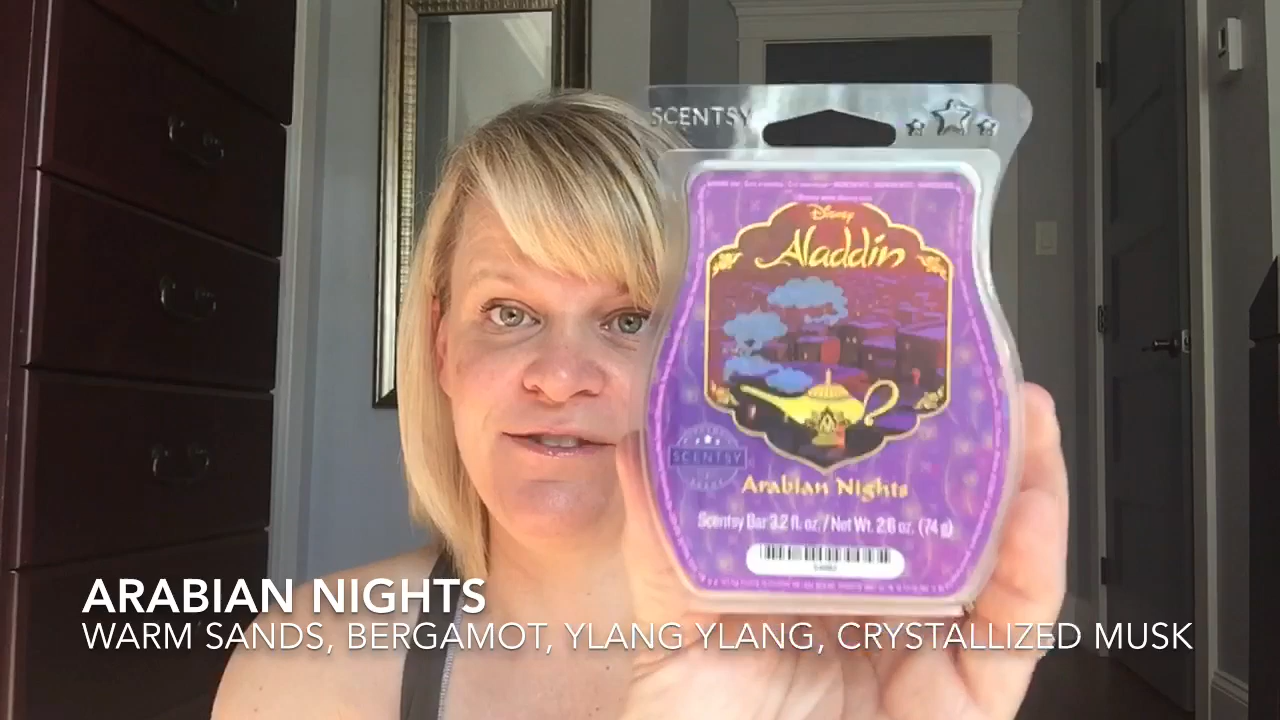 SCENTSY
Disney
Aladdin
SCENTSY
Arabian Nights
Scentsy Bar 3.2 fl. oz. / Net Wt. 2.6 oz. (74 g)
ARABIAN NIGHTS
WARM SANDS, BERGAMOT, YLANG YLANG, CRYSTALLIZED MUSK